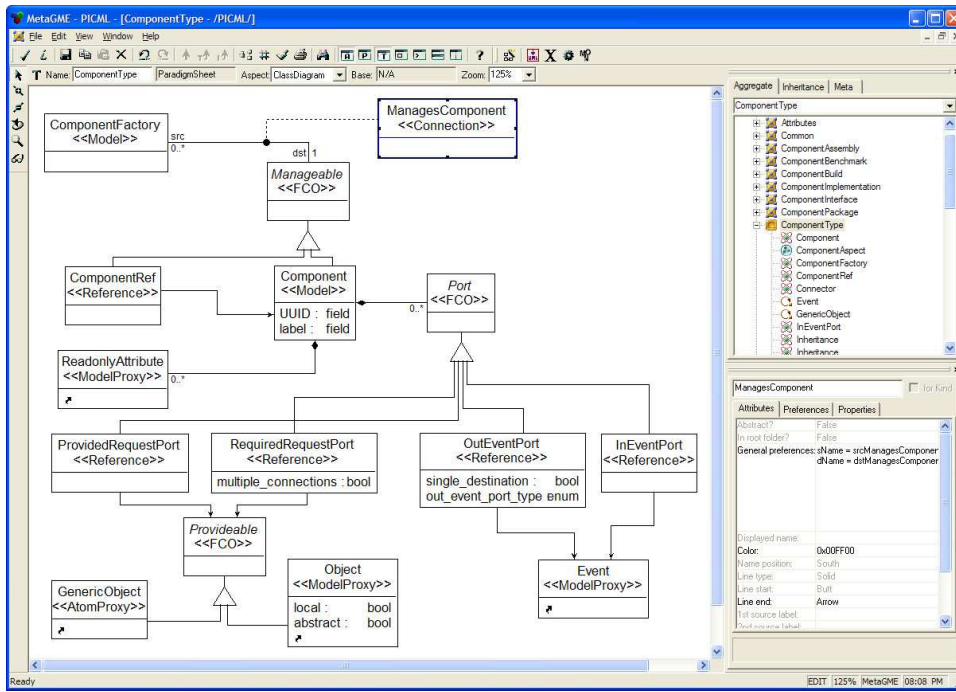 MetaGME - PICML - [ComponentType - /PICML/]
File Edit View Window Help
Name: ComponentType ParadigmSheet Aspect: ClassDiagram Base: N/A Zoom: 125%
ManagesComponent
<<Connection>>
ComponentFactory
<<Model>>
src
0..*
dst 1
Manageable
<<FCO>>
ComponentRef
<<Reference>>
Component
<<Model>>
UUID : field
label : field
Port
<<FCO>>
0..*
ReadonlyAttribute
<<ModelProxy>>
0..*
ProvidedRequestPort
<<Reference>>
RequiredRequestPort
<<Reference>>
multiple_connections : bool
OutEventPort
<<Reference>>
single_destination : bool
out_event_port_type enum
InEventPort
<<Reference>>
Provideable
<<FCO>>
Object
<<ModelProxy>>
local : bool
abstract : bool
GenericObject
<<AtomProxy>>
Event
<<ModelProxy>>
Aggregate Inheritance Meta
ComponentType
Attributes
Common
ComponentAssembly
ComponentBenchmark
ComponentBuild
ComponentImplementation
ComponentInterface
ComponentPackage
ComponentType
Component
ComponentAspect
ComponentFactory
ComponentRef
Connector
Event
GenericObject
InEventPort
Inheritance
Inheritance
ManagesComponent for Kind
Attributes Preferences Properties
Abstract? False
In root folder? False
General preferences: sName = srcManagesComponer
dName = dstManagesComponer
Displayed name:
Color: 0x00FF00
Name position: South
Line type: Solid
Line start: Butt
Line end: Arrow
1st source label:
2nd source label:
Ready EDIT 125% MetaGME 08:08 PM